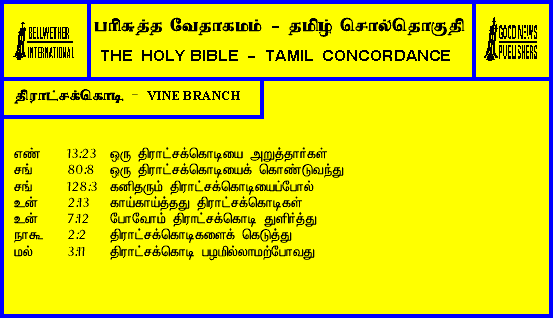 BELLWETHER
INTERNATIONAL
பரிசுத்த வேதாகமம் - தமிழ் சொல்தொகுதி
THE HOLY BIBLE - TAMIL CONCORDANCE
GOOD NEWS
PUBLISHERS
திராட்சக்கொடி - VINE BRANCH
எண் 13:23 ஒரு திராட்சக்கொடியை அறுத்தார்கள்
சங் 80:8 ஒரு திராட்சக்கொடியைக் கொண்டுவந்து
சங் 128:3 கனிதரும் திராட்சக்கொடியைப்போல்
உன் 2:13 காய்காய்த்தது திராட்சக்கொடிகள்
உன் 7:12 போவோம் திராட்சக்கொடி துளிர்த்து
நாகூ 2:2 திராட்சக்கொடிகளைக் கெடுத்து
மல் 3:11 திராட்சக்கொடி பழமில்லாமற்போவது